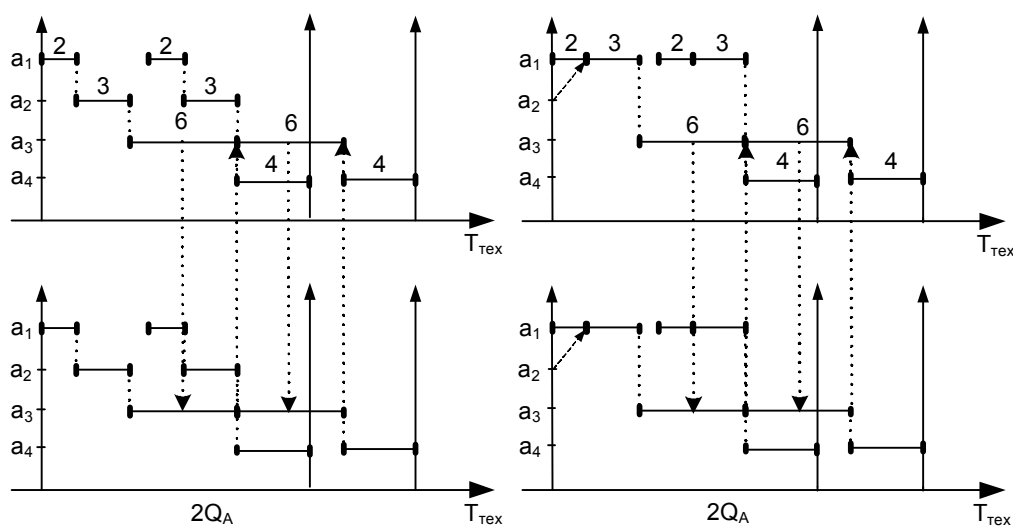 2 2 2 3 2 3
a₁ a₁
3 3
a₂ a₂
6 6 6 6
a₃ a₃
4 4 4 4
a₄ a₄
Tтех Tтех
a₁ a₁
a₂ a₂
a₃ a₃
a₄ a₄
2QA Tтех 2QA Tтех